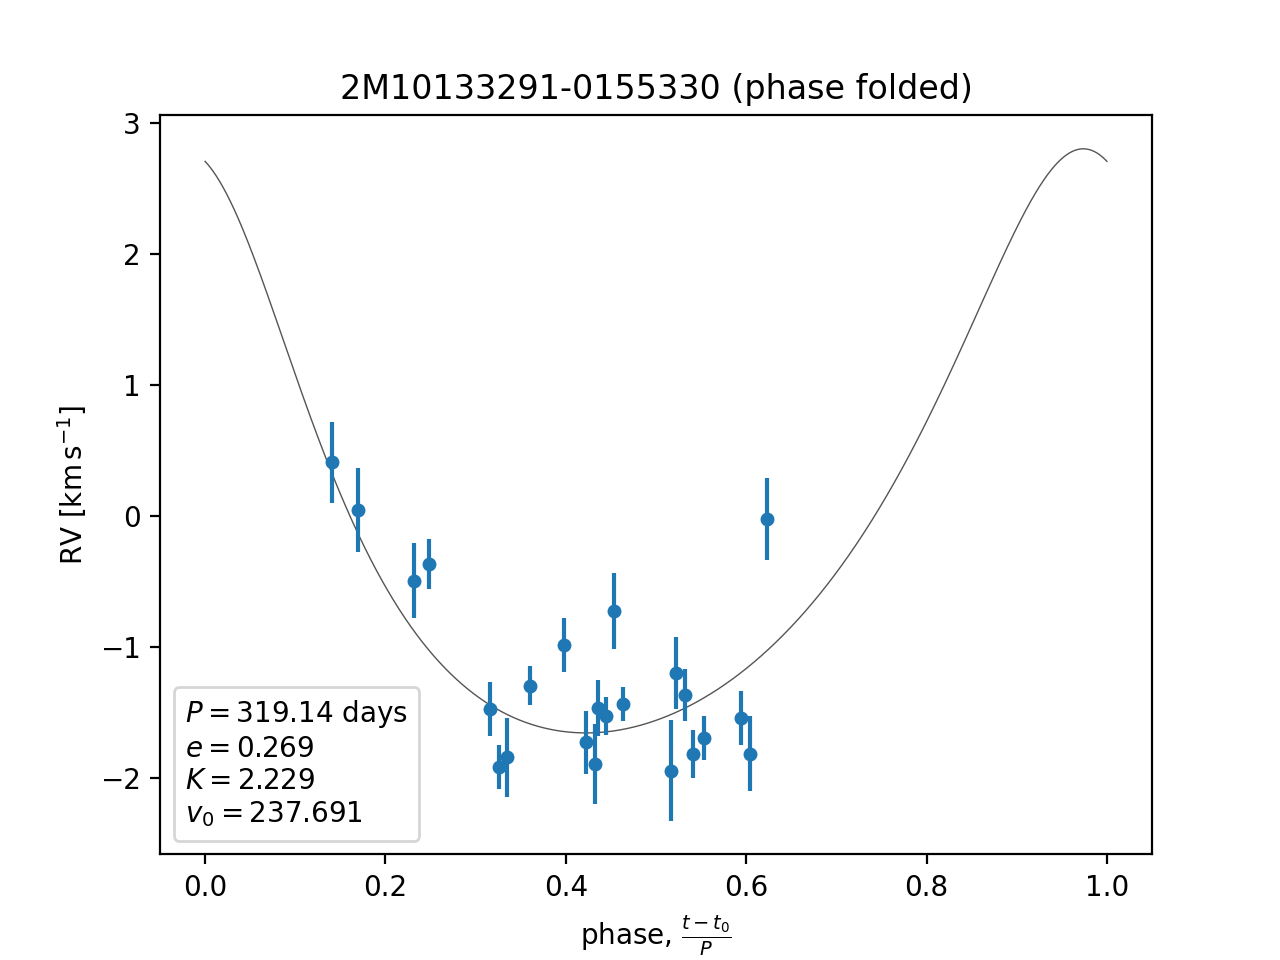 2M10133291-0155330 (phase folded)
3
2
1
0
−1
−2
RV [km s⁻¹]
P = 319.14 days
e = 0.269
K = 2.229
v₀ = 237.691
0.0 0.2 0.4 0.6 0.8 1.0
phase, (t − t₀)/P